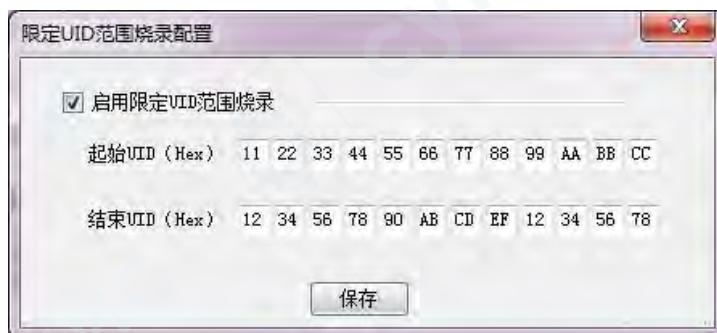 限定UID范围烧录配置
启用限定UID范围烧录
起始UID（Hex） 11 22 33 44 55 66 77 88 99 AA BB CC
结束UID（Hex） 12 34 56 78 90 AB CD EF 12 34 56 78
保存